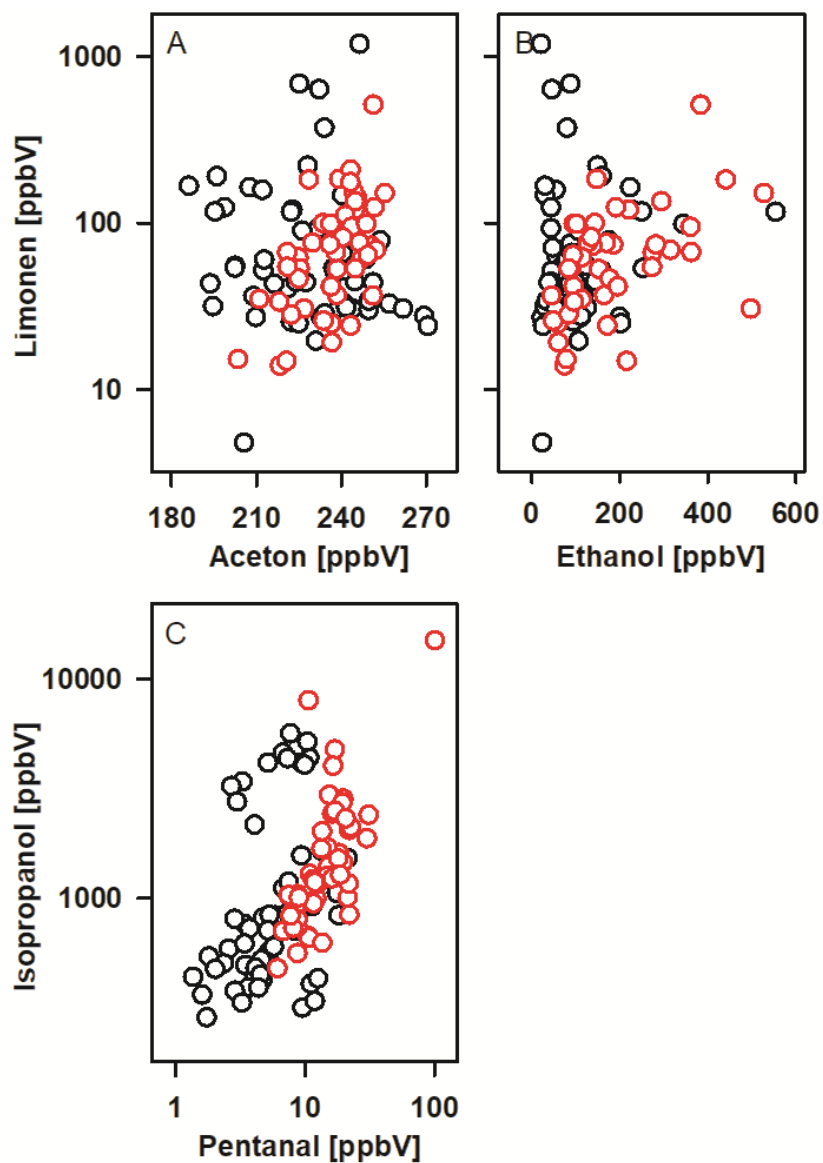 A
B
1000
100
10
Limonen [ppbV]
180 210 240 270
0 200 400 600
Aceton [ppbV]
Ethanol [ppbV]
C
10000
1000
Isopropanol [ppbV]
1 10 100
Pentanal [ppbV]